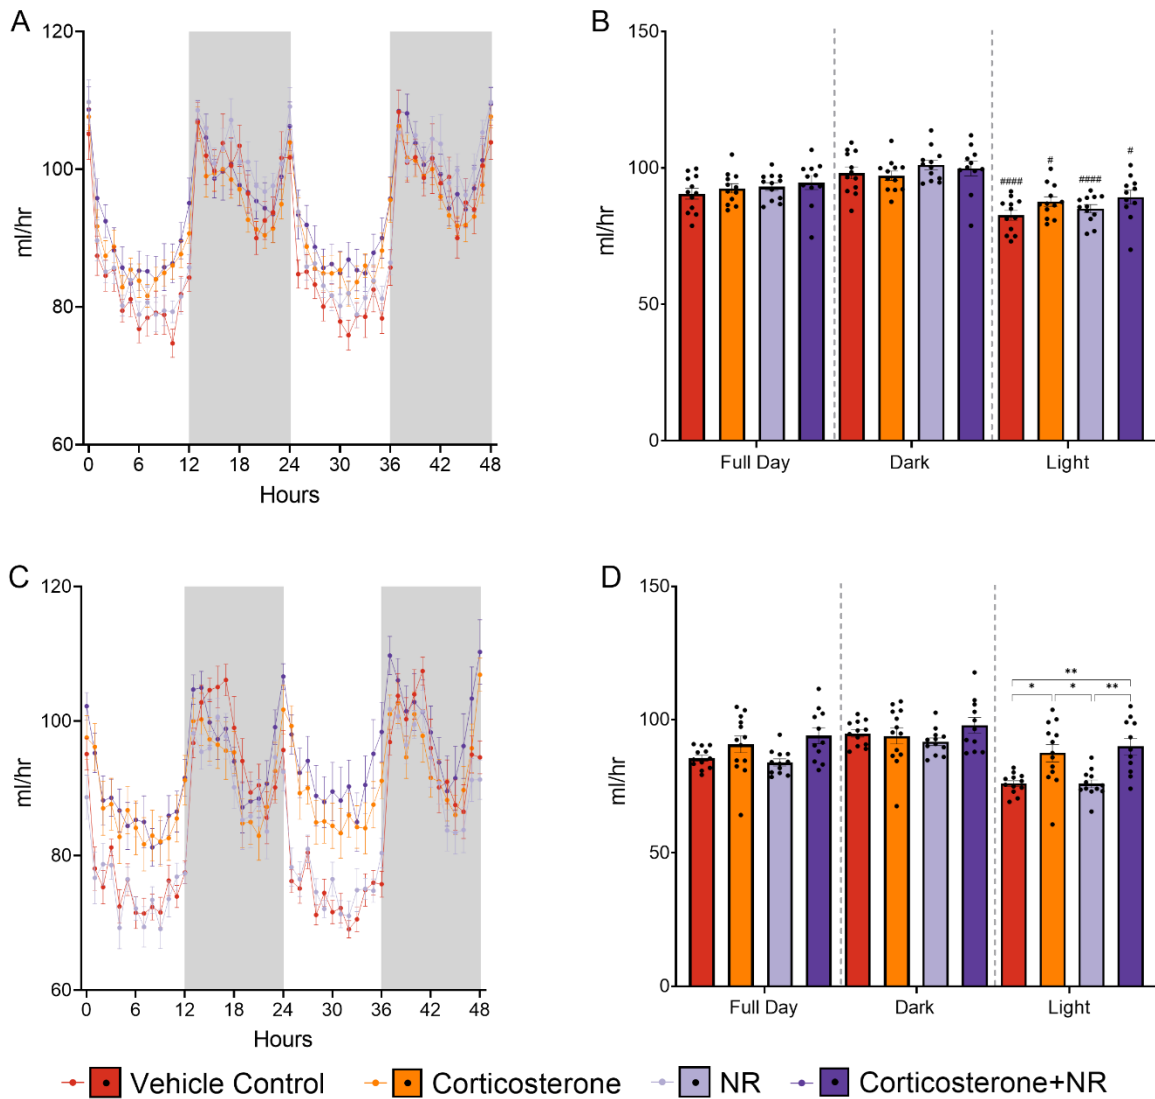 A
B
120
100
80
60
ml/hr
0 6 12 18 24 30 36 42 48
Hours
150
100
50
0
ml/hr
####
#
####
#
Full Day Dark Light
C
D
120
100
80
60
ml/hr
0 6 12 18 24 30 36 42 48
Hours
150
100
50
0
ml/hr
**
* * **
Full Day Dark Light
Vehicle Control Corticosterone NR Corticosterone+NR